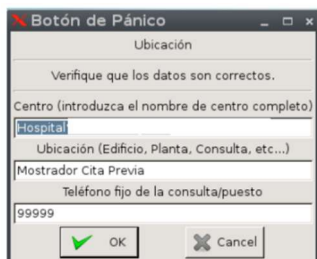 Botón de Pánico
Ubicación
Verifique que los datos son correctos.
Centro (introduzca el nombre de centro completo)
Hospital
Ubicación (Edificio, Planta, Consulta, etc...)
Mostrador Cita Previa
Teléfono fijo de la consulta/puesto
99999
OK Cancel